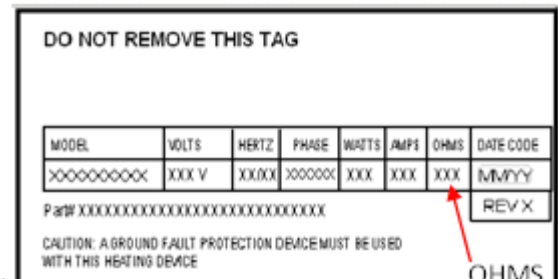 DO NOT REMOVE THIS TAG
MODEL VOLTS HERTZ PHASE WATTS AMPS OHMS DATE CODE
XXXXXXXXXX XXX V XX/XX XXXXXX XXX XXX XXX MM/YY
Part# XXXXXXXXXXXXXXXXXXXXXXXXXXXX REV X
CAUTION: A GROUND FAULT PROTECTION DEVICE MUST BE USED
WITH THIS HEATING DEVICE
OHMS